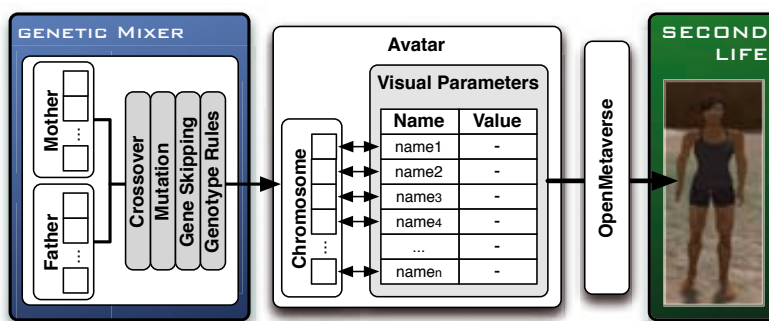 GENETIC MIXER
Mother
...
Father
...
Crossover
Mutation
Gene Skipping
Genotype Rules
Avatar
Chromosome
...
Visual Parameters
Name Value
name1 -
name2 -
name3 -
name4 -
... -
namen -
OpenMetaverse
SECOND
LIFE